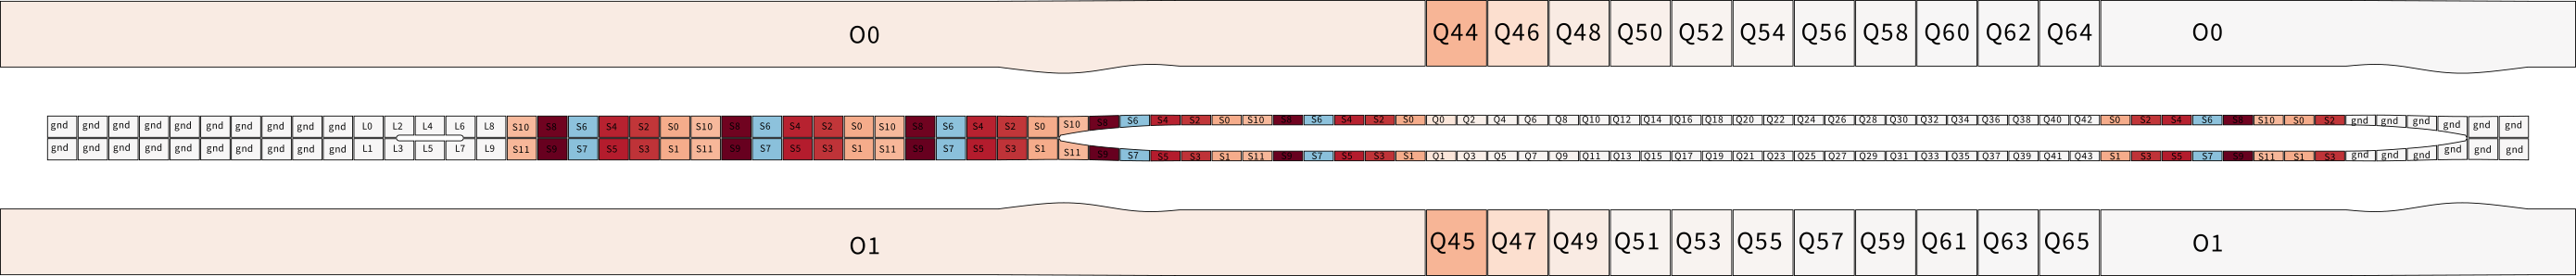 O0 Q44 Q46 Q48 Q50 Q52 Q54 Q56 Q58 Q60 Q62 Q64 O0
gnd gnd gnd gnd gnd gnd gnd gnd gnd gnd L0 L2 L4 L6 L8 S10 S8 S6 S4 S2 S0 S10 S8 S6 S4 S2 S0 S10 S8 S6 S4 S2 S0 S10 S8 S6 S4 S2 S0 S10 S8 S6 S4 S2 S0 Q0 Q2 Q4 Q6 Q8 Q10 Q12 Q14 Q16 Q18 Q20 Q22 Q24 Q26 Q28 Q30 Q32 Q34 Q36 Q38 Q40 Q42 S0 S2 S4 S6 S8 S10 S0 S2 gnd gnd gnd gnd gnd gnd
gnd gnd gnd gnd gnd gnd gnd gnd gnd gnd L1 L3 L5 L7 L9 S11 S9 S7 S5 S3 S1 S11 S9 S7 S5 S3 S1 S11 S9 S7 S5 S3 S1 S11 S9 S7 S5 S3 S1 S11 S9 S7 S5 S3 S1 Q1 Q3 Q5 Q7 Q9 Q11 Q13 Q15 Q17 Q19 Q21 Q23 Q25 Q27 Q29 Q31 Q33 Q35 Q37 Q39 Q41 Q43 S1 S3 S5 S7 S9 S11 S1 S3 gnd gnd gnd gnd gnd gnd
O1 Q45 Q47 Q49 Q51 Q53 Q55 Q57 Q59 Q61 Q63 Q65 O1